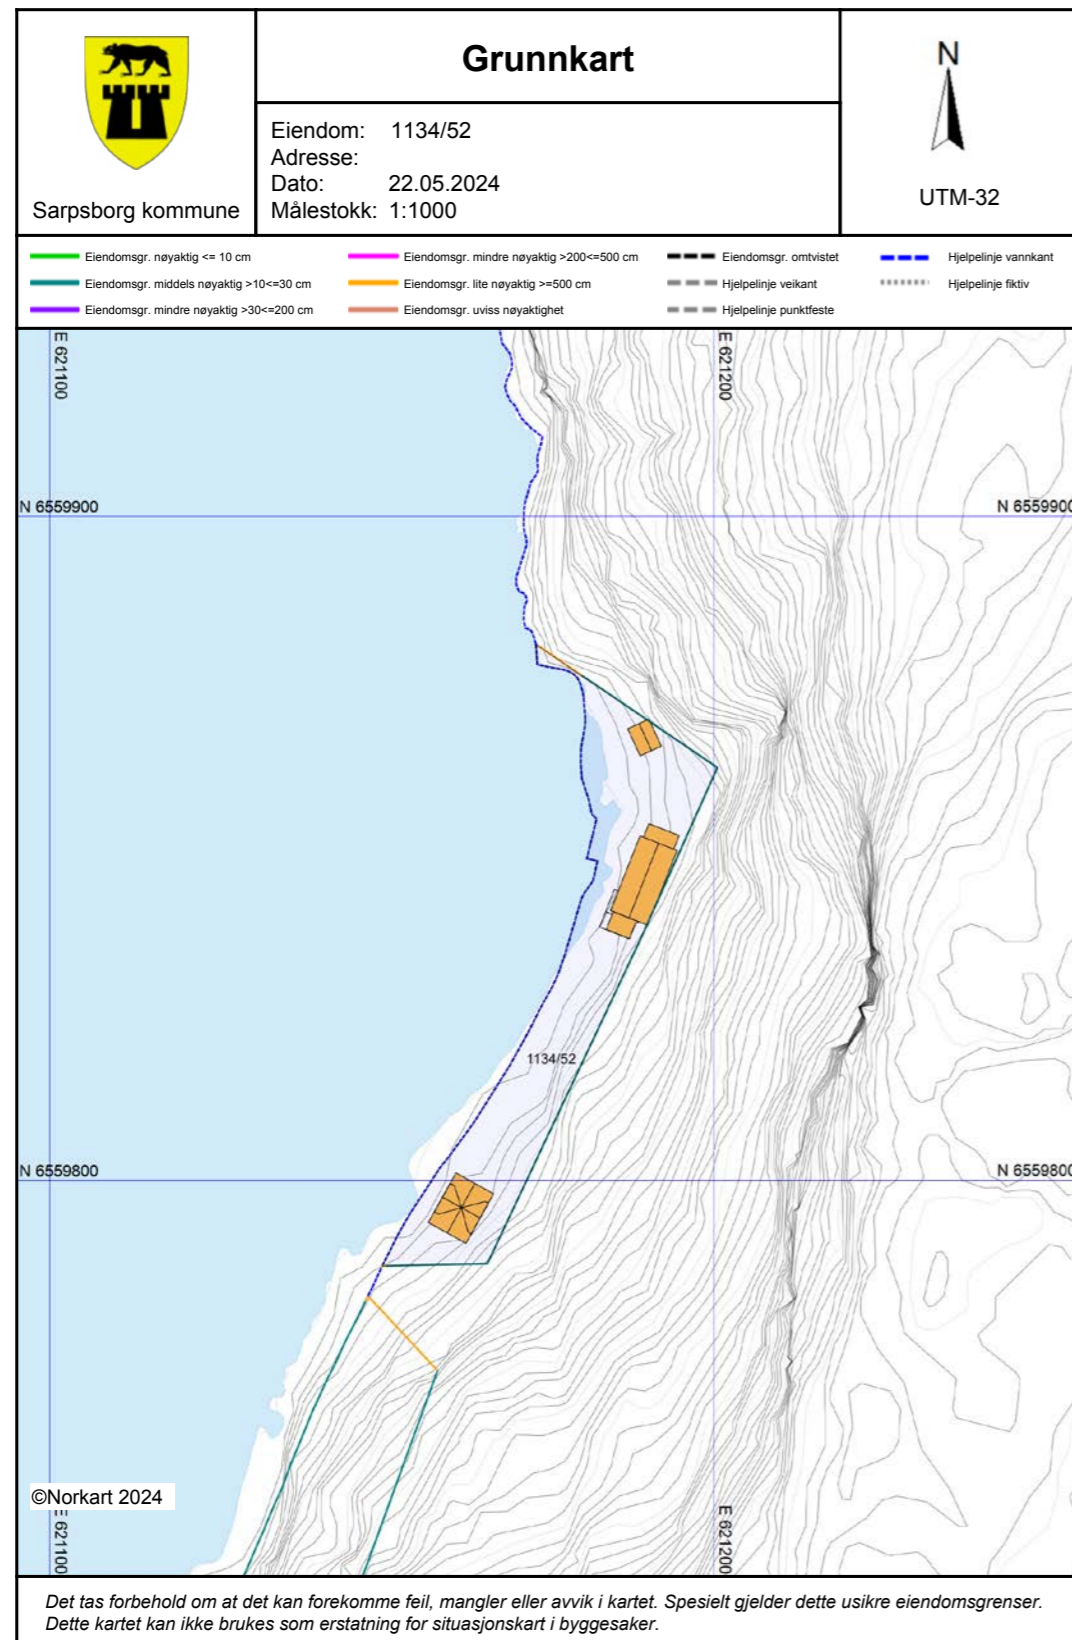 Grunnkart
Sarpsborg kommune
Eiendom: 1134/52
Adresse:
Dato: 22.05.2024
Målestokk: 1:1000
N
UTM-32
Eiendomsgr. nøyaktig <= 10 cm
Eiendomsgr. middels nøyaktig >10<=30 cm
Eiendomsgr. mindre nøyaktig >30<=200 cm
Eiendomsgr. mindre nøyaktig >200<=500 cm
Eiendomsgr. lite nøyaktig >=500 cm
Eiendomsgr. uviss nøyaktighet
Eiendomsgr. omtvistet
Hjelpelinje veikant
Hjelpelinje punktfeste
Hjelpelinje vannkant
Hjelpelinje fiktiv
E 621100
E 621200
N 6559900
N 6559900
1134/52
N 6559800
N 6559800
©Norkart 2024
E 621100
E 621200
Det tas forbehold om at det kan forekomme feil, mangler eller avvik i kartet. Spesielt gjelder dette usikre eiendomsgrenser.
Dette kartet kan ikke brukes som erstatning for situasjonskart i byggesaker.